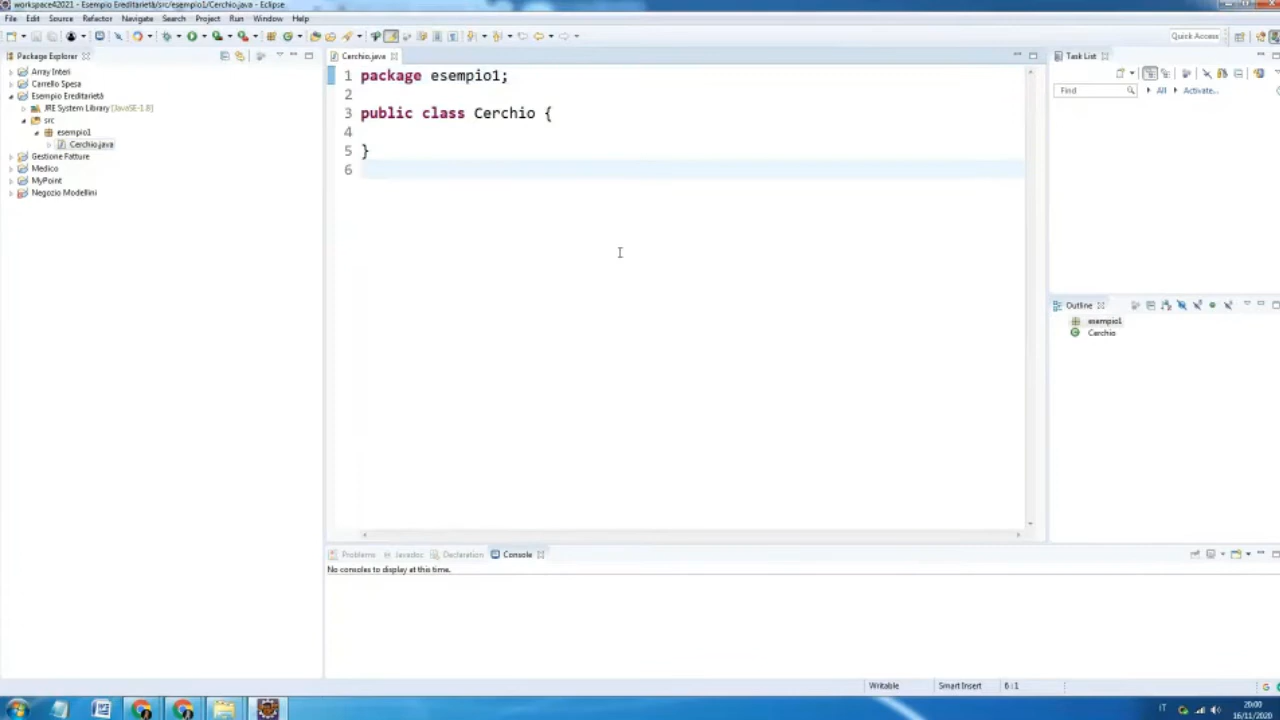 workspace42021 - Esempio Ereditarietà/src/esempio1/Cerchio.java - Eclipse
File Edit Source Refactor Navigate Search Project Run Window Help
Quick Access
Package Explorer
Array Interi
Carrello Spesa
Esempio Ereditarietà
JRE System Library [JavaSE-1.8]
src
esempio1
Cerchio.java
Gestione Fatture
Medico
MyPoint
Negozio Modellini
Cerchio.java
1 package esempio1;
2
3 public class Cerchio {
4
5 }
6
Task List
Find All Activate...
Outline
esempio1
Cerchio
Problems Javadoc Declaration Console
No consoles to display at this time.
Writable Smart Insert 6 : 1
IT
20:00
16/11/2020